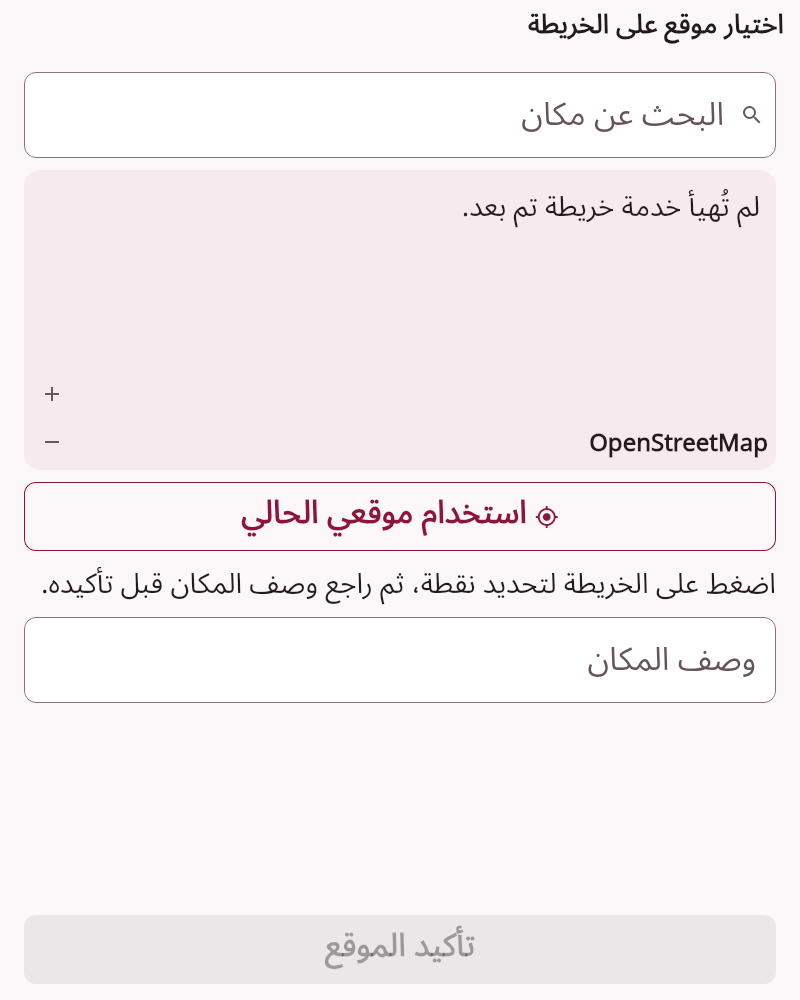 اختيار موقع على الخريطة
البحث عن مكان
لم تُهيأ خدمة خريطة تم بعد.
+
−
OpenStreetMap
استخدام موقعي الحالي
اضغط على الخريطة لتحديد نقطة، ثم راجع وصف المكان قبل تأكيده.
وصف المكان
تأكيد الموقع